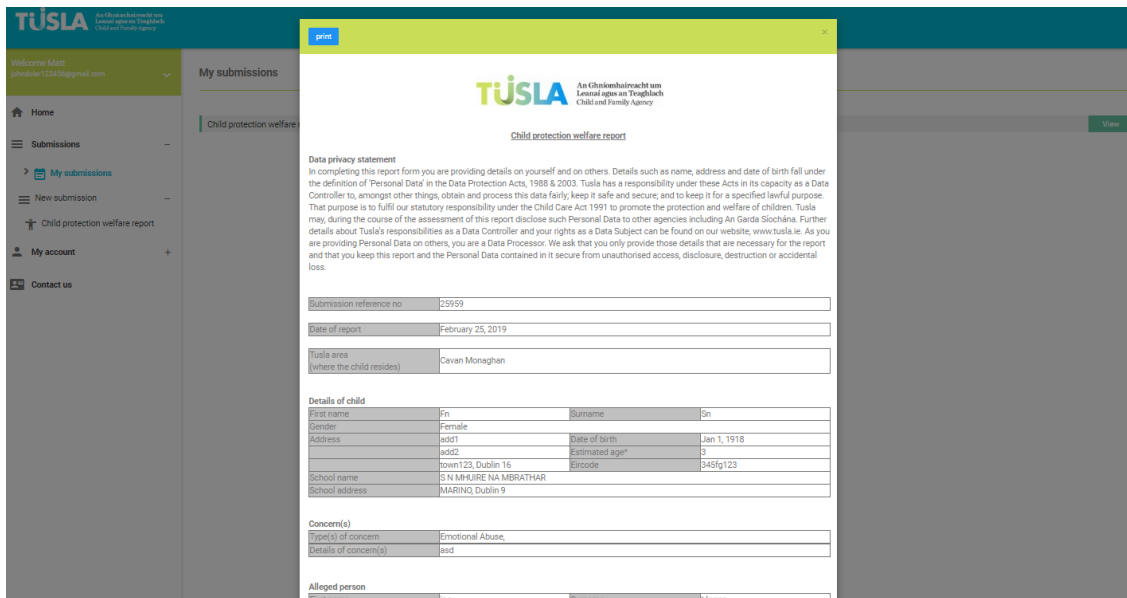 TUSLA An Ghníomhaireacht um Leanaí agus an Teaghlach Child and Family Agency
Welcome Matt
My submissions
Home
Submissions
My submissions
New submission
Child protection welfare report
My account
Contact us
Child protection welfare
View
print
×
TUSLA
An Ghníomhaireacht um
Leanaí agus an Teaghlach
Child and Family Agency
Child protection welfare report
Data privacy statement
In completing this report form you are providing details on yourself and on others. Details such as name, address and date of birth fall under
the definition of 'Personal Data' in the Data Protection Acts, 1988 & 2003. Tusla has a responsibility under these Acts in its capacity as a Data
Controller to, amongst other things, obtain and process this data fairly; keep it safe and secure; and to keep it for a specified lawful purpose.
That purpose is to fulfil our statutory responsibility under the Child Care Act 1991 to promote the protection and welfare of children. Tusla
may, during the course of the assessment of this report disclose such Personal Data to other agencies including An Garda Síochána. Further
details about Tusla's responsibilities as a Data Controller and your rights as a Data Subject can be found on our website, www.tusla.ie. As you
are providing Personal Data on others, you are a Data Processor. We ask that you only provide those details that are necessary for the report
and that you keep this report and the Personal Data contained in it secure from unauthorised access, disclosure, destruction or accidental
loss.
Submission reference no 25959
Date of report February 25, 2019
Tusla area
(where the child resides) Cavan Monaghan
Details of child
First name Fn Surname Sn
Gender Female
Address add1 Date of birth Jan 1, 1918
add2 Estimated age* 3
town123, Dublin 16 Eircode 345fg123
School name S N MHUIRE NA MBRATHAR
School address MARINO, Dublin 9
Concern(s)
Type(s) of concern Emotional Abuse,
Details of concern(s) asd
Alleged person